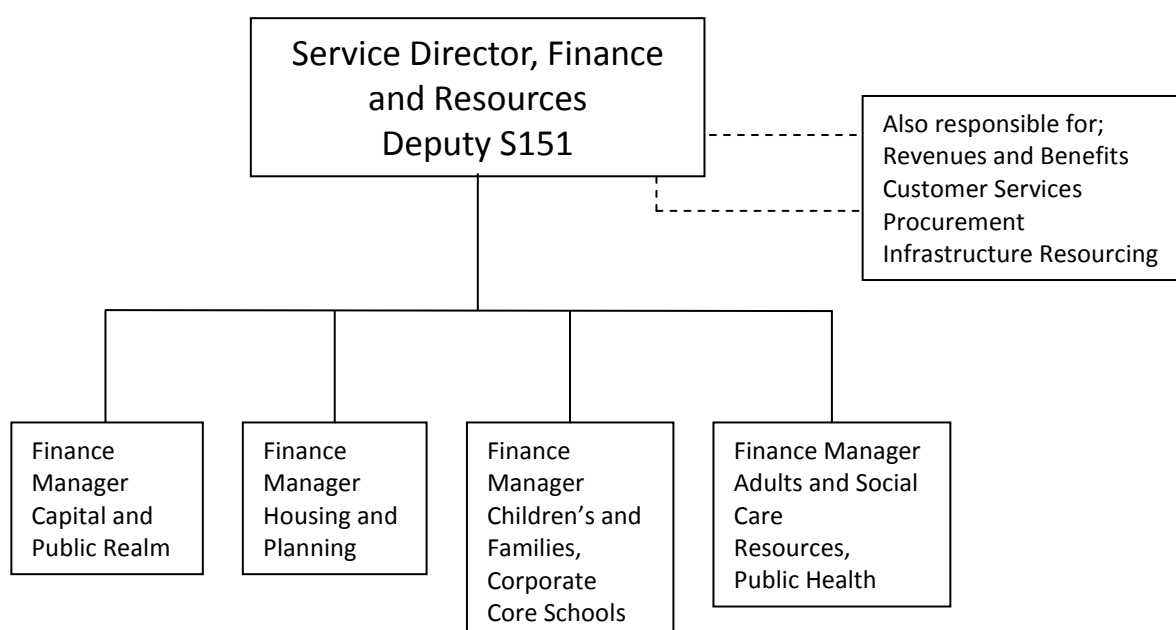 Service Director, Finance
and Resources
Deputy S151
Also responsible for;
Revenues and Benefits
Customer Services
Procurement
Infrastructure Resourcing
Finance
Manager
Capital and
Public Realm
Finance
Manager
Housing and
Planning
Finance
Manager
Children’s and
Families,
Corporate
Core Schools
Finance Manager
Adults and Social
Care
Resources,
Public Health